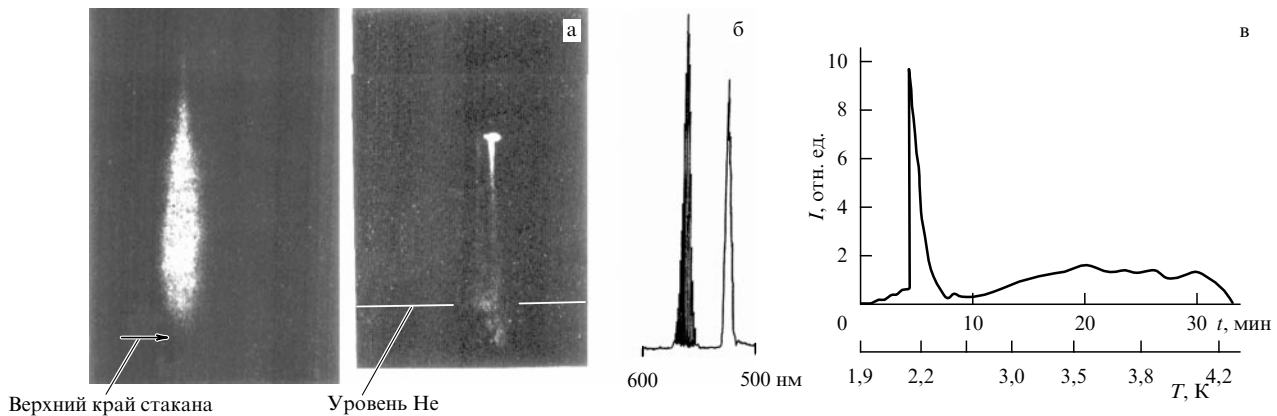 а
б
в
Верхний край стакана
Уровень He
600
500 нм
I, отн. ед.
10
8
6
4
2
0
10
20
30
t, мин
1,9
2,2
3,0
3,5
3,8
4,2
T, К